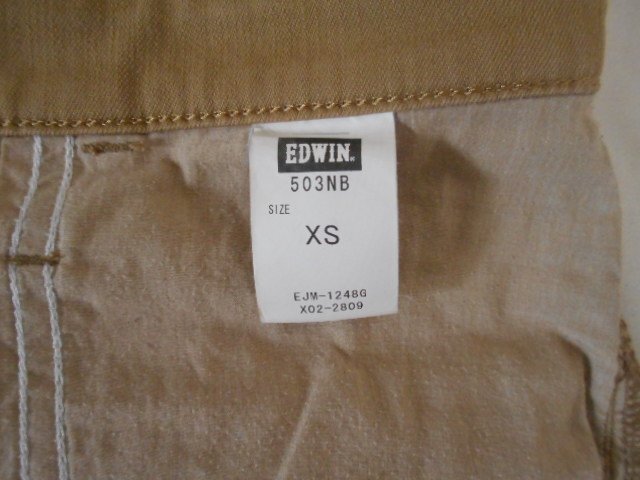 EDWIN.
503NB
SIZE
XS
EJM-1248G
X02-2809